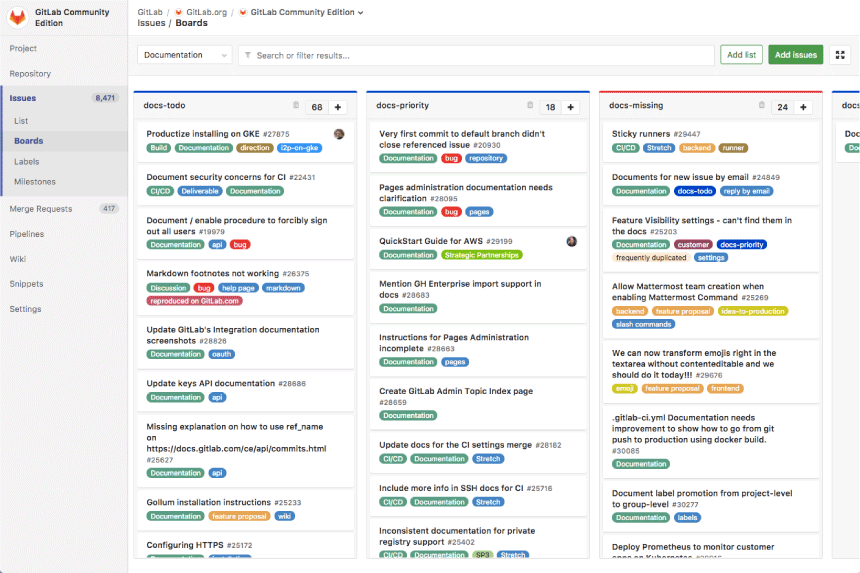 GitLab Community
Edition
Project
Repository
Issues 8,471
List
Boards
Labels
Milestones
Merge Requests 417
Pipelines
Wiki
Snippets
Settings
GitLab / GitLab.org / GitLab Community Edition
Issues / Boards
Documentation
Search or filter results...
Add list
Add issues
docs-todo 68 +
Productize installing on GKE #27875
Build Documentation direction i2p-on-gke
Document security concerns for CI #22431
CI/CD Deliverable Documentation
Document / enable procedure to forcibly sign
out all users #19979
Documentation api bug
Markdown footnotes not working #26375
Discussion bug help page markdown
reproduced on GitLab.com
Update GitLab's Integration documentation
screenshots #28826
Documentation oauth
Update keys API documentation #28686
Documentation api
Missing explanation on how to use ref_name
on
https://docs.gitlab.com/ce/api/commits.html
#25627
Documentation api
Gollum installation instructions #25233
Documentation feature proposal wiki
Configuring HTTPS #25172
docs-priority 18 +
Very first commit to default branch didn't
close referenced issue #20930
Documentation bug repository
Pages administration documentation needs
clarification #28095
Documentation bug pages
QuickStart Guide for AWS #29199
Documentation Strategic Partnerships
Mention GH Enterprise import support in
docs #28683
Documentation
Instructions for Pages Administration
incomplete #28663
Documentation pages
Create GitLab Admin Topic Index page
#28659
Documentation
Update docs for the CI settings merge #28182
CI/CD Documentation Stretch
Include more info in SSH docs for CI #25716
CI/CD Documentation Stretch
Inconsistent documentation for private
registry support #25402
CI/CD Documentation SP3 Stretch
docs-missing 24 +
Sticky runners #29447
CI/CD Stretch backend runner
Documents for new issue by email #24849
Documentation docs-todo reply by email
Feature Visibility settings - can't find them in
the docs #25203
Documentation customer docs-priority
frequently duplicated settings
Allow Mattermost team creation when
enabling Mattermost Command #25269
backend feature proposal idea-to-production
slash commands
We can now transform emojis right in the
textarea without contenteditable and we
should do it today!!! #29676
emoji feature proposal frontend
.gitlab-ci.yml Documentation needs
improvement to show how to go from git
push to production using docker build.
#30085
Documentation
Document label promotion from project-level
to group-level #30277
Documentation labels
Deploy Prometheus to monitor customer
apps on Kubernetes
docs